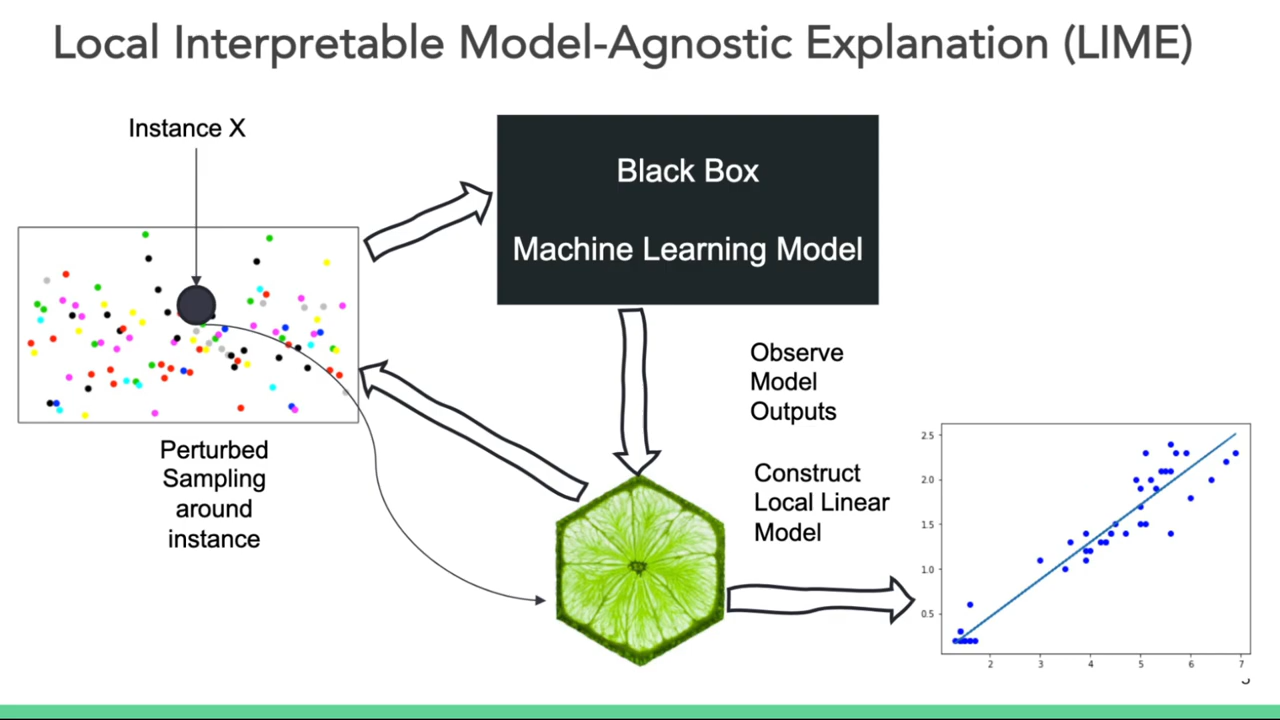 Local Interpretable Model-Agnostic Explanation (LIME)
Instance X
Black Box
Machine Learning Model
Perturbed
Sampling
around
instance
Observe
Model
Outputs
Construct
Local Linear
Model
2.5
2.0
1.5
1.0
0.5
2 3 4 5 6 7